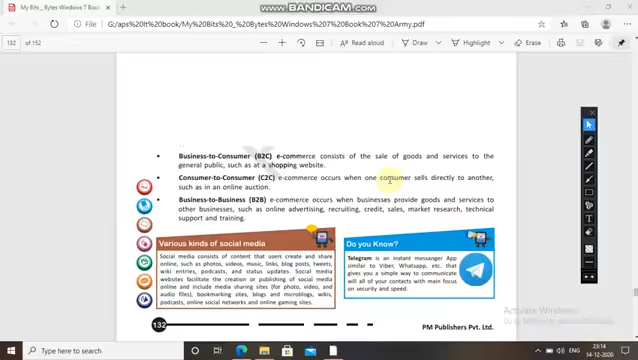 www.BANDICAM.com
My Bits_ Bytes Windows 7 Book
File
G:/aps%20It%20book/My%20Bits%20_%20Bytes%20Windows%207%20Book%20Army.pdf
132 of 152
Read aloud
Draw
Highlight
Erase
• Business-to-Consumer (B2C) e-commerce consists of the sale of goods and services to the
general public, such as at a shopping website.
• Consumer-to-Consumer (C2C) e-commerce occurs when one consumer sells directly to another,
such as in an online auction.
• Business-to-Business (B2B) e-commerce occurs when businesses provide goods and services to
other businesses, such as online advertising, recruiting, credit, sales, market research, technical
support and training.
Various kinds of social media
Social media consists of content that users create and share
online, such as photos, videos, music, links, blog posts, tweets,
wiki entries, podcasts, and status updates. Social media
websites facilitate the creation or publishing of social media
online and include media sharing sites (for photo, video, and
audio files), bookmarking sites, blogs and microblogs, wikis,
podcasts, online social networks and online gaming sites.
Do you Know?
Telegram is an instant messenger App
similar to Viber, Whatsapp, etc. that
gives you a simple way to communicate
will all of your contacts with main focus
on security and speed.
132
PM Publishers Pvt. Ltd.
Activate Windows
Type here to search
ENG
23:14
14-12-2020